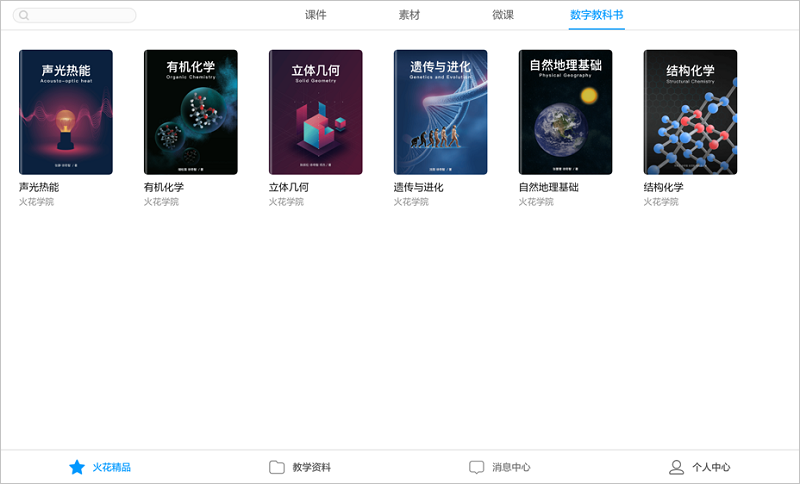 课件
素材
微课
数字教科书
声光热能
Acousto-optic heat
有机化学
Organic Chemistry
立体几何
Solid Geometry
遗传与进化
Genetics and Evolution
自然地理基础
Physical Geography
结构化学
Structural Chemistry
声光热能
火花学院
有机化学
火花学院
立体几何
火花学院
遗传与进化
火花学院
自然地理基础
火花学院
结构化学
火花学院
火花精品
教学资料
消息中心
个人中心